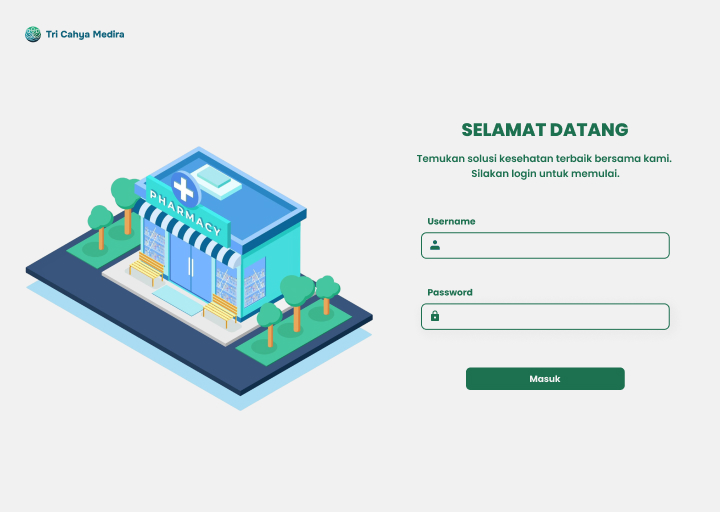 Tri Cahya Medira
PHARMACY
SELAMAT DATANG
Temukan solusi kesehatan terbaik bersama kami.
Silakan login untuk memulai.
Username
Password
Masuk